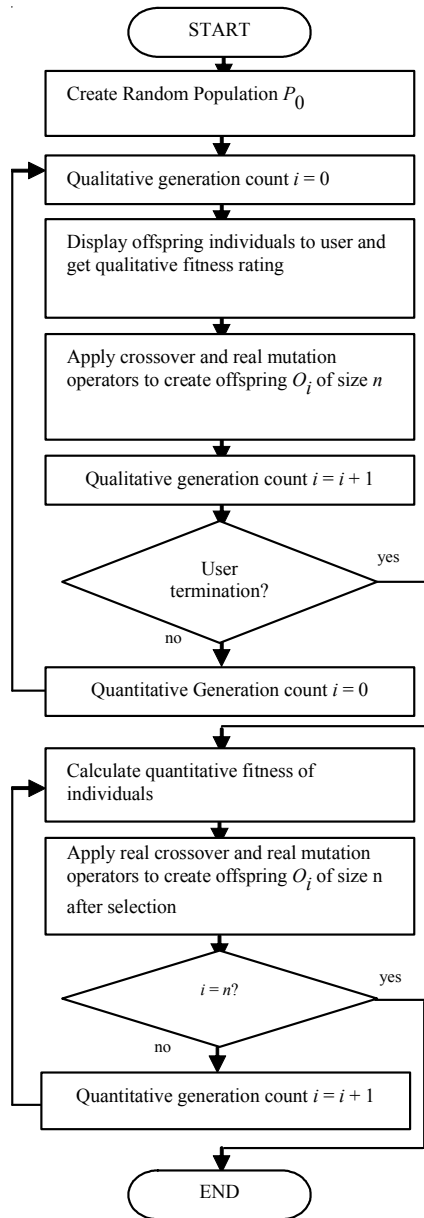 START
Create Random Population P0
Qualitative generation count i = 0
Display offspring individuals to user and
get qualitative fitness rating
Apply crossover and real mutation
operators to create offspring Oi of size n
Qualitative generation count i = i + 1
User
termination?
yes
no
Quantitative Generation count i = 0
Calculate quantitative fitness of
individuals
Apply real crossover and real mutation
operators to create offspring Oi of size n
after selection
i = n?
yes
no
Quantitative generation count i = i + 1
END